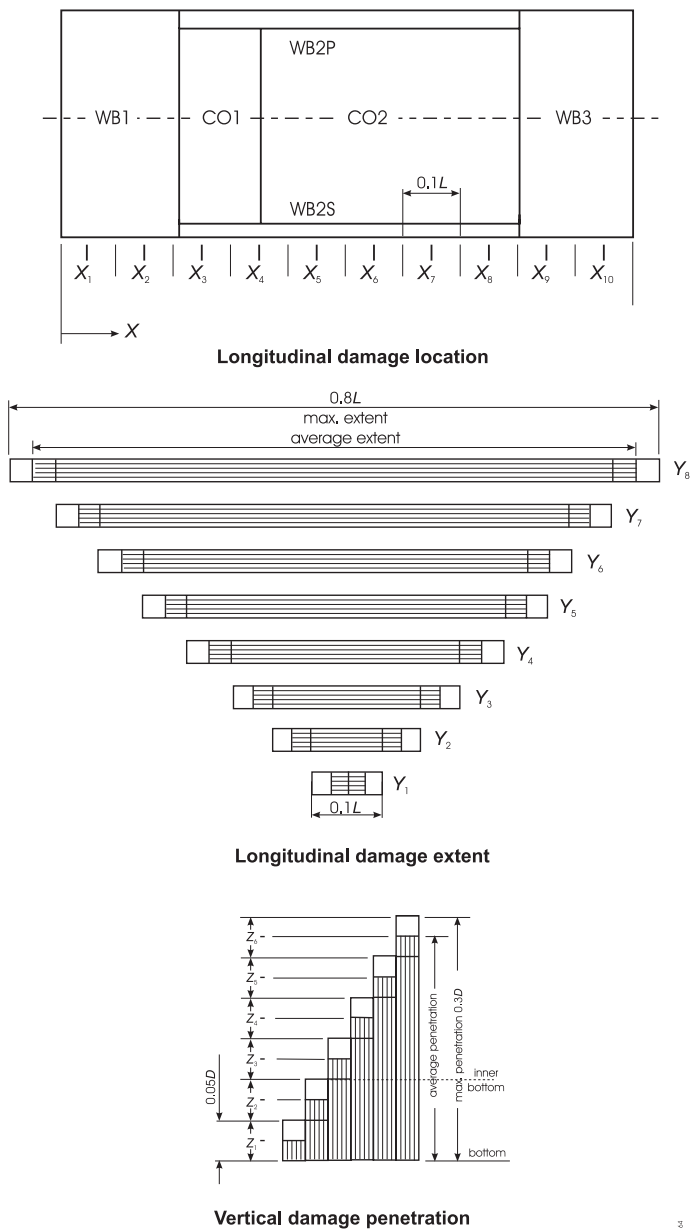 WB2P
WB1 CO1 CO2 WB3
0.1L
WB2S
X₁ X₂ X₃ X₄ X₅ X₆ X₇ X₈ X₉ X₁₀
X
Longitudinal damage location
0.8L
max. extent
average extent
Y₈
Y₇
Y₆
Y₅
Y₄
Y₃
Y₂
Y₁
0.1L
Longitudinal damage extent
Z₆
Z₅
Z₄
Z₃
Z₂
Z₁
0.05D
average penetration
max. penetration 0.3D
inner
bottom
bottom
Vertical damage penetration